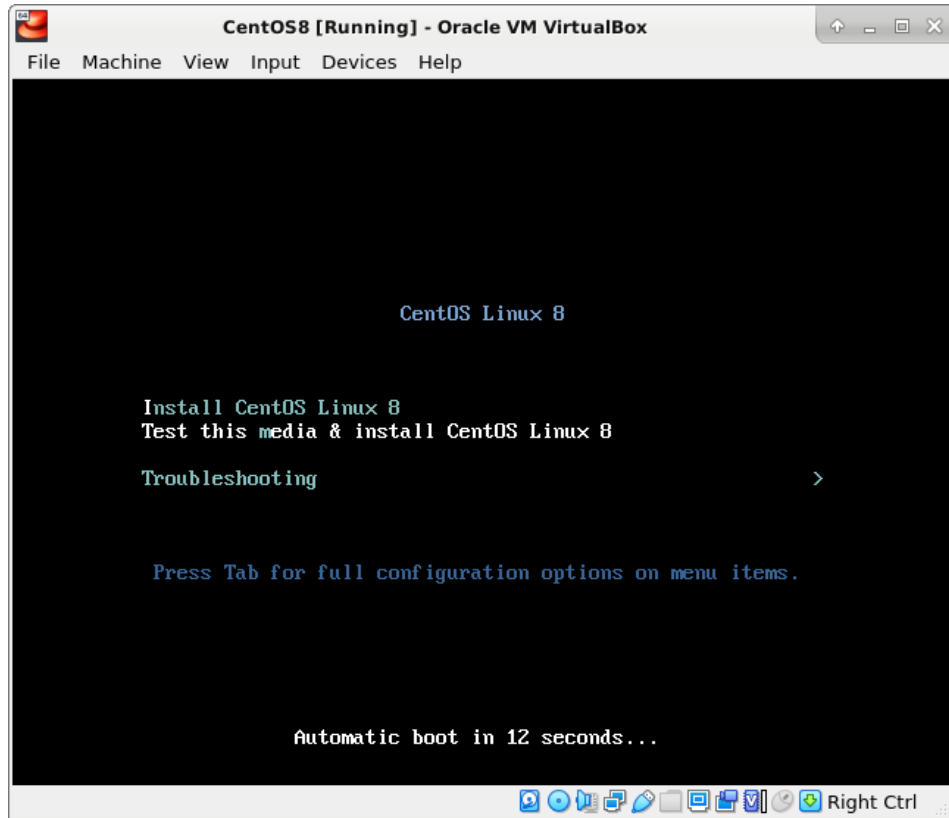 64
CentOS8 [Running] - Oracle VM VirtualBox
File Machine View Input Devices Help
CentOS Linux 8
Install CentOS Linux 8
Test this media & install CentOS Linux 8
Troubleshooting >
Press Tab for full configuration options on menu items.
Automatic boot in 12 seconds...
V Right Ctrl